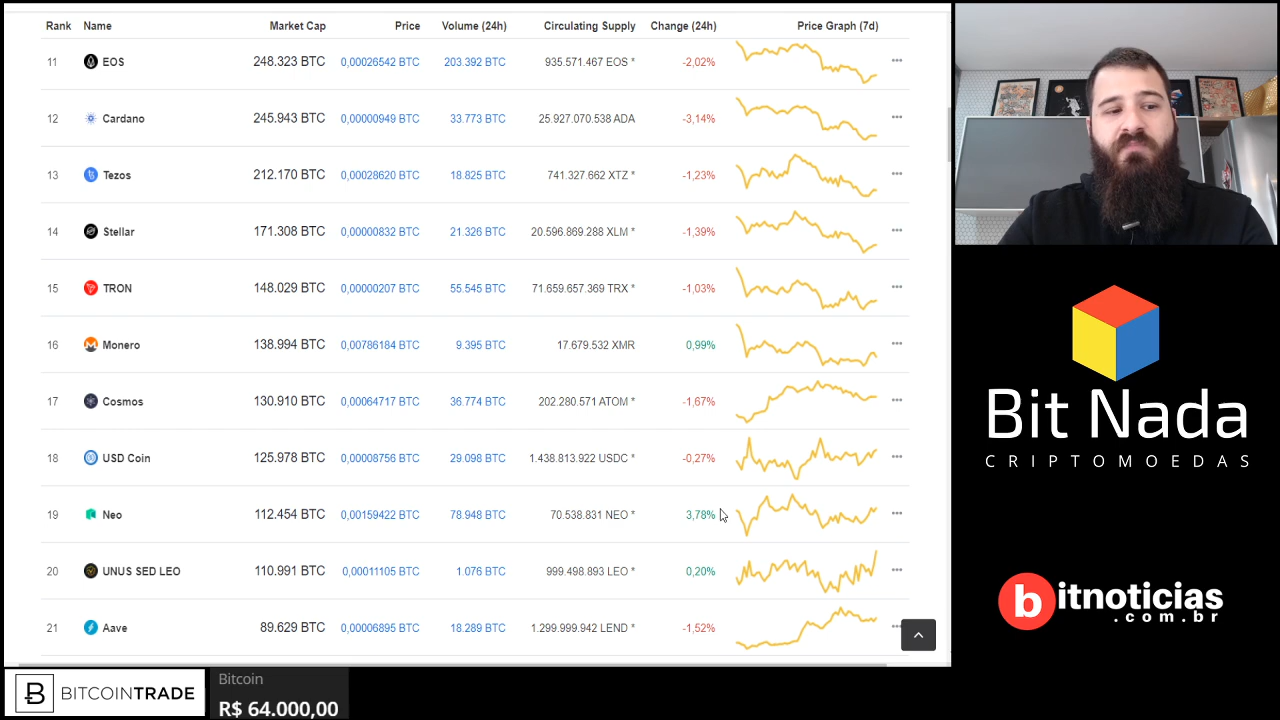 Rank Name Market Cap Price Volume (24h) Circulating Supply Change (24h) Price Graph (7d)
11 EOS 248.323 BTC 0,00026542 BTC 203.392 BTC 935.571.467 EOS * -2,02%
12 Cardano 245.943 BTC 0,00000949 BTC 33.773 BTC 25.927.070.538 ADA -3,14%
13 Tezos 212.170 BTC 0,00028620 BTC 18.825 BTC 741.327.662 XTZ * -1,23%
14 Stellar 171.308 BTC 0,00000832 BTC 21.326 BTC 20.596.869.288 XLM * -1,39%
15 TRON 148.029 BTC 0,00000207 BTC 55.545 BTC 71.659.657.369 TRX * -1,03%
16 Monero 138.994 BTC 0,00786184 BTC 9.395 BTC 17.679.532 XMR 0,99%
17 Cosmos 130.910 BTC 0,00064717 BTC 36.774 BTC 202.280.571 ATOM * -1,67%
18 USD Coin 125.978 BTC 0,00008756 BTC 29.098 BTC 1.438.813.922 USDC * -0,27%
19 Neo 112.454 BTC 0,00159422 BTC 78.948 BTC 70.538.831 NEO * 3,78%
20 UNUS SED LEO 110.991 BTC 0,00011105 BTC 1.076 BTC 999.498.893 LEO * 0,20%
21 Aave 89.629 BTC 0,00006895 BTC 18.289 BTC 1.299.999.942 LEND * -1,52%
Bit Nada
CRIPTOMOEDAS
bitnoticias
.com.br
BITCOINTRADE
Bitcoin
R$ 64.000,00